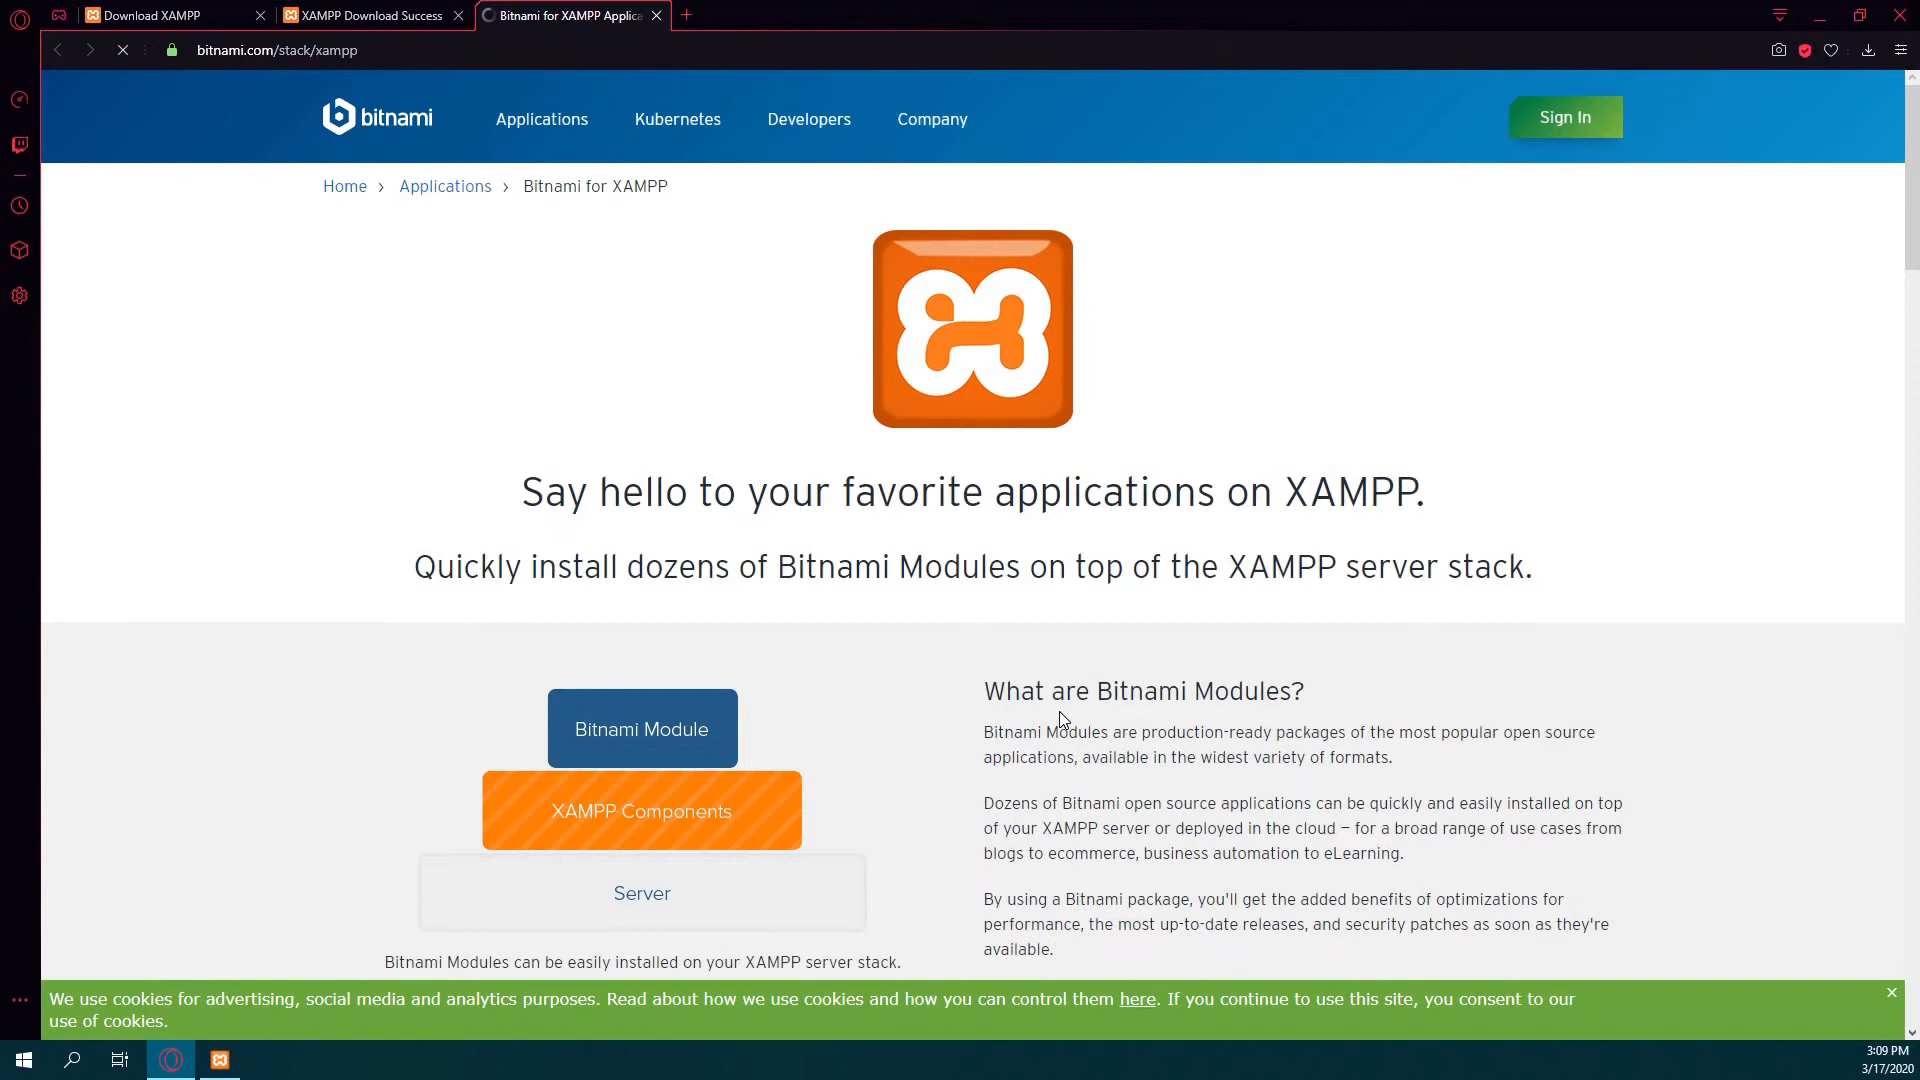 Download XAMPP
XAMPP Download Success
Bitnami for XAMPP Applica
bitnami.com/stack/xampp
bitnami
Applications
Kubernetes
Developers
Company
Sign In
Home › Applications › Bitnami for XAMPP
Say hello to your favorite applications on XAMPP.
Quickly install dozens of Bitnami Modules on top of the XAMPP server stack.
Bitnami Module
XAMPP Components
Server
Bitnami Modules can be easily installed on your XAMPP server stack.
What are Bitnami Modules?
Bitnami Modules are production-ready packages of the most popular open source
applications, available in the widest variety of formats.
Dozens of Bitnami open source applications can be quickly and easily installed on top
of your XAMPP server or deployed in the cloud – for a broad range of use cases from
blogs to ecommerce, business automation to eLearning.
By using a Bitnami package, you'll get the added benefits of optimizations for
performance, the most up-to-date releases, and security patches as soon as they're
available.
We use cookies for advertising, social media and analytics purposes. Read about how we use cookies and how you can control them here. If you continue to use this site, you consent to our
use of cookies.
3:09 PM
3/17/2020